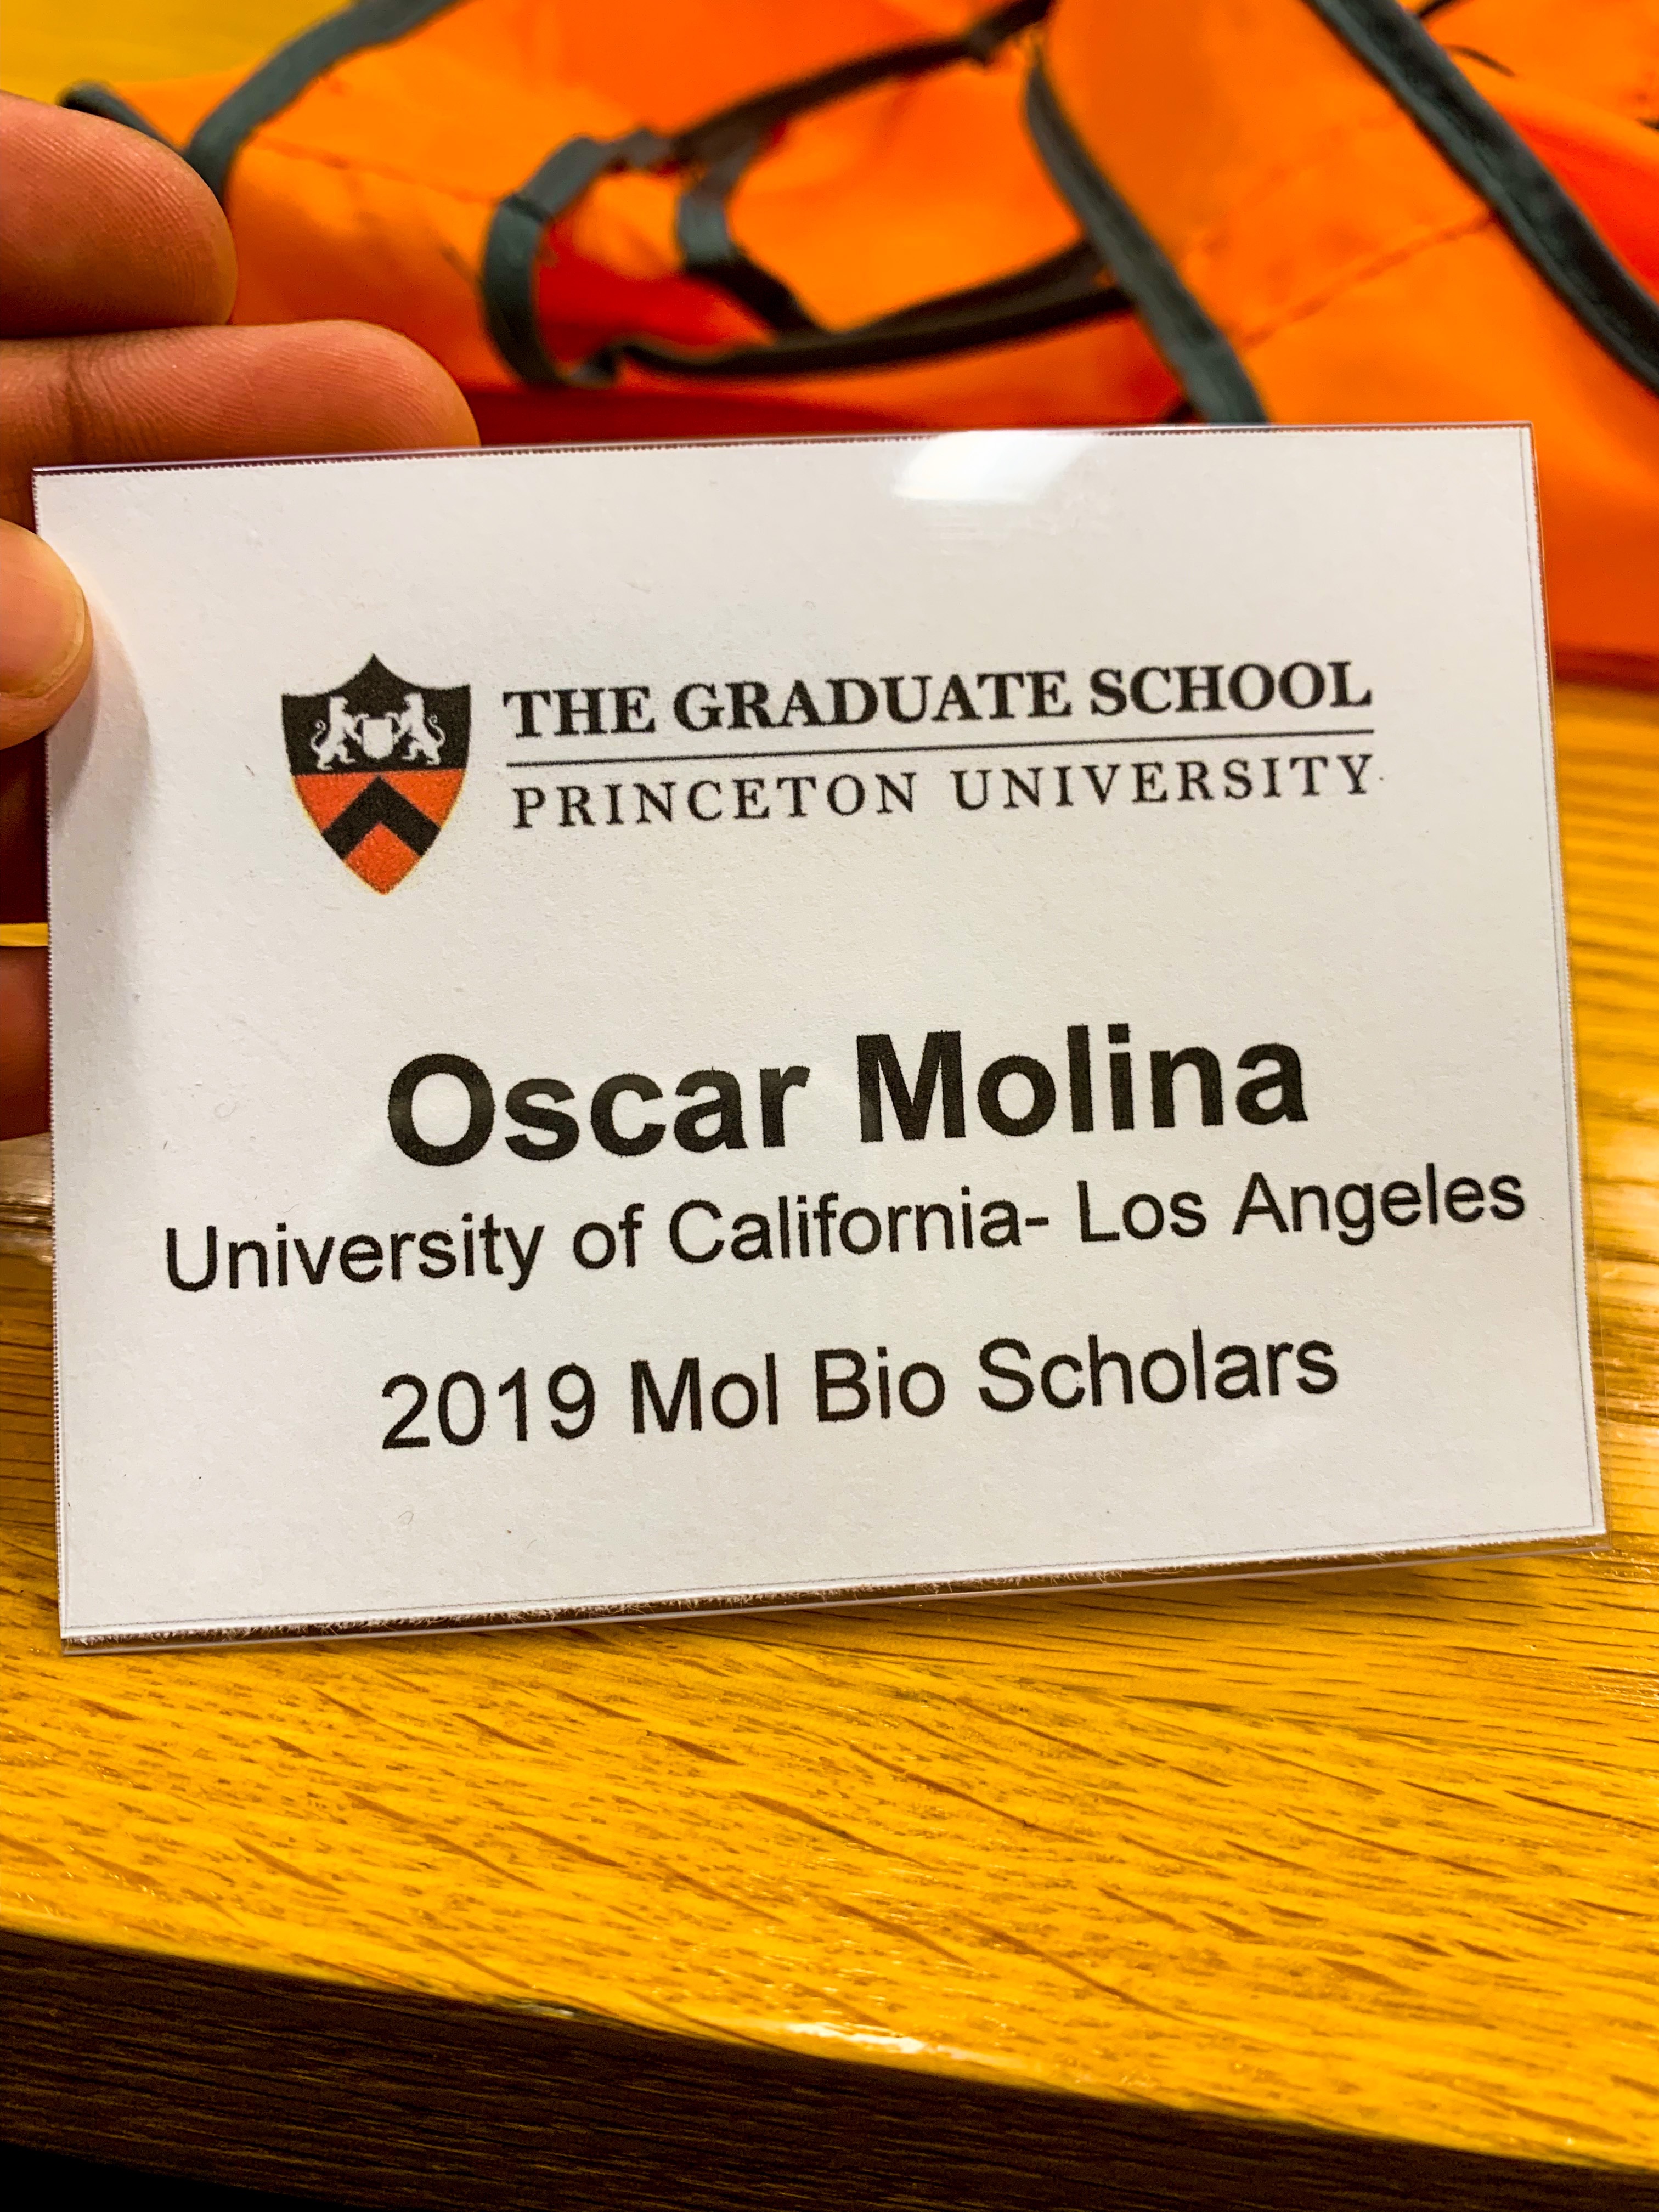 THE GRADUATE SCHOOL
PRINCETON UNIVERSITY
Oscar Molina
University of California- Los Angeles
2019 Mol Bio Scholars